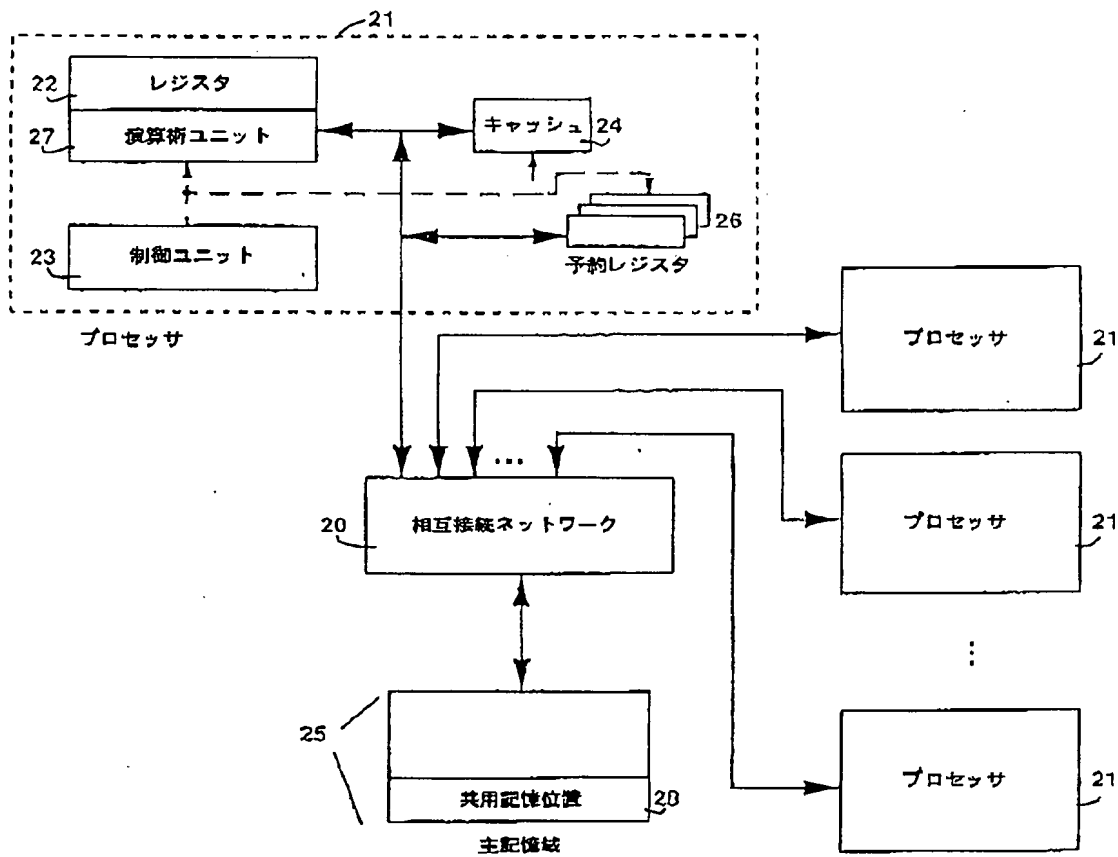 21
22
レジスタ
27
演算術ユニット
キャッシュ
24
26
23
制御ユニット
予約レジスタ
プロセッサ
プロセッサ
21
...
20
相互接続ネットワーク
プロセッサ
21
...
25
共用記憶位置
28
主記憶域
プロセッサ
21